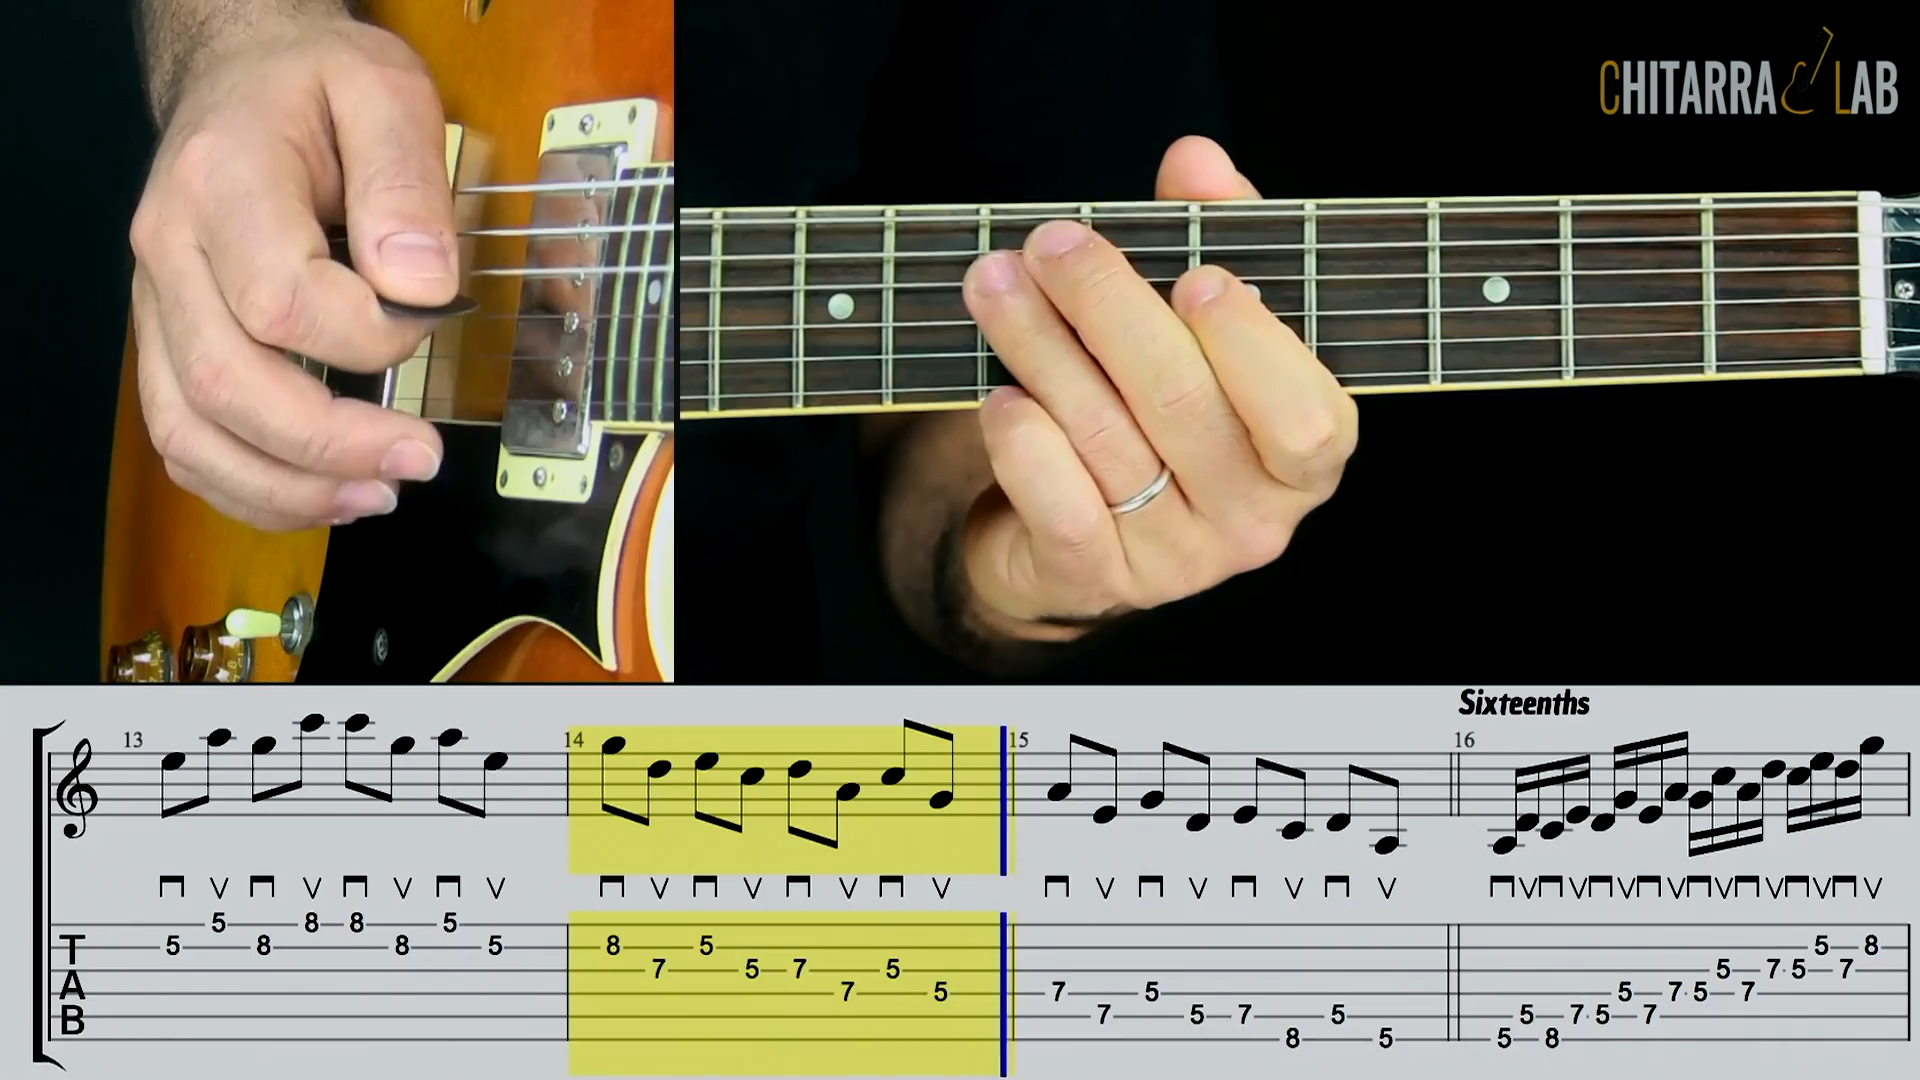 CHITARRA LAB
Sixteenths
13 14 15 16
5 8 8 5
5 8 8 5 8 5 5 8
7 5 7 5 5 7 5 7
7 5 7 5 5 7 5 7
7 5 7 5 5 7 5 7
8 5 5 8
T
A
B